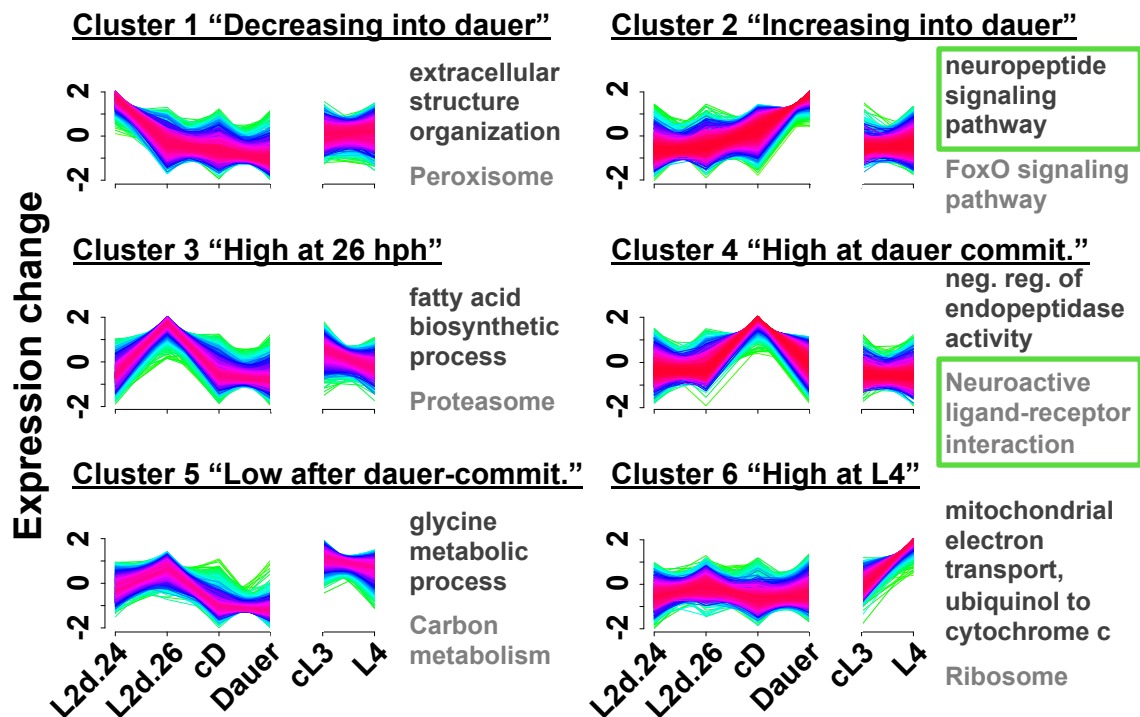 Cluster 1 “Decreasing into dauer”
2
0
-2
extracellular
structure
organization
Peroxisome
Cluster 2 “Increasing into dauer”
2
0
-2
neuropeptide
signaling
pathway
FoxO signaling
pathway
Expression change
Cluster 3 “High at 26 hph”
2
0
-2
fatty acid
biosynthetic
process
Proteasome
Cluster 4 “High at dauer commit.”
2
0
-2
neg. reg. of
endopeptidase
activity
Neuroactive
ligand-receptor
interaction
Cluster 5 “Low after dauer-commit.”
2
0
-2
glycine
metabolic
process
Carbon
metabolism
L2d.24
L2d.26
cD
Dauer
cL3
L4
Cluster 6 “High at L4”
2
0
-2
mitochondrial
electron
transport,
ubiquinol to
cytochrome c
Ribosome
L2d.24
L2d.26
cD
Dauer
cL3
L4